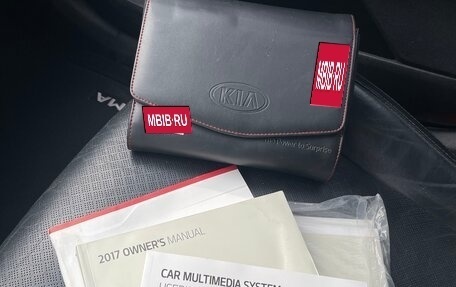 KIA
MBIB.RU
MBIB.RU
The Power to Surprise
2017 OWNER'S MANUAL
CAR MULTIMEDIA SYSTEM